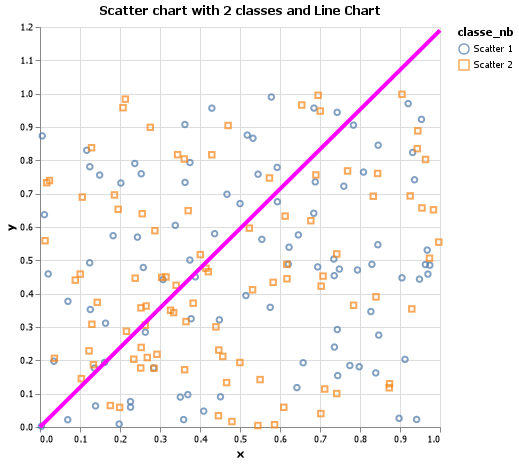 Scatter chart with 2 classes and Line Chart
classe_nb
Scatter 1
Scatter 2
y
1.2
1.1
1.0
0.9
0.8
0.7
0.6
0.5
0.4
0.3
0.2
0.1
0.0
0.0 0.1 0.2 0.3 0.4 0.5 0.6 0.7 0.8 0.9 1.0
x